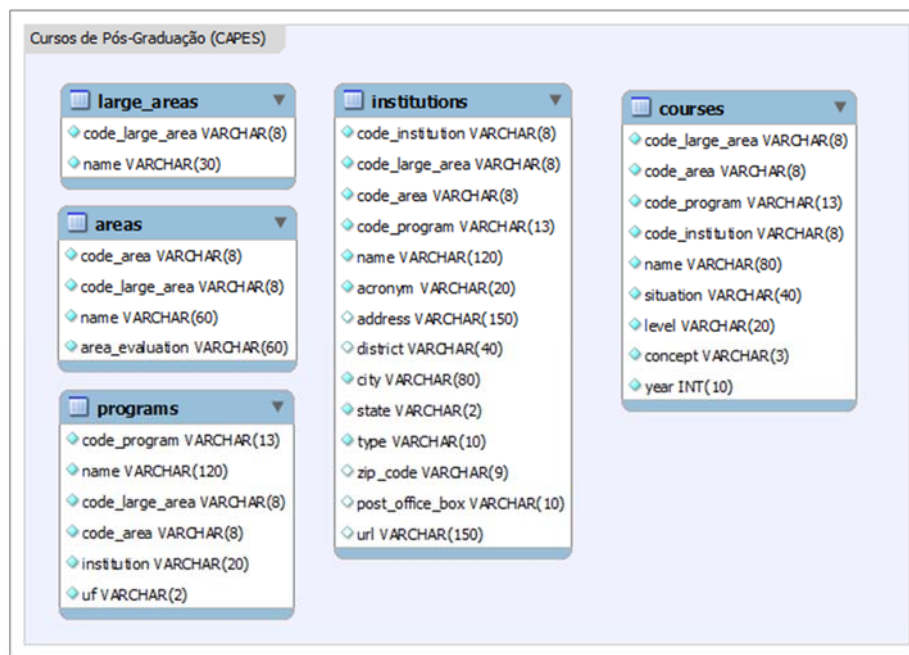 Cursos de Pós-Graduação (CAPES)
large_areas
code_large_area VARCHAR(8)
name VARCHAR(30)
areas
code_area VARCHAR(8)
code_large_area VARCHAR(8)
name VARCHAR(60)
area_evaluation VARCHAR(60)
programs
code_program VARCHAR(13)
name VARCHAR(120)
code_large_area VARCHAR(8)
code_area VARCHAR(8)
institution VARCHAR(20)
uf VARCHAR(2)
institutions
code_institution VARCHAR(8)
code_large_area VARCHAR(8)
code_area VARCHAR(8)
code_program VARCHAR(13)
name VARCHAR(120)
acronym VARCHAR(20)
address VARCHAR(150)
district VARCHAR(40)
city VARCHAR(80)
state VARCHAR(2)
type VARCHAR(10)
zip_code VARCHAR(9)
post_office_box VARCHAR(10)
url VARCHAR(150)
courses
code_large_area VARCHAR(8)
code_area VARCHAR(8)
code_program VARCHAR(13)
code_institution VARCHAR(8)
name VARCHAR(80)
situation VARCHAR(40)
level VARCHAR(20)
concept VARCHAR(3)
year INT(10)